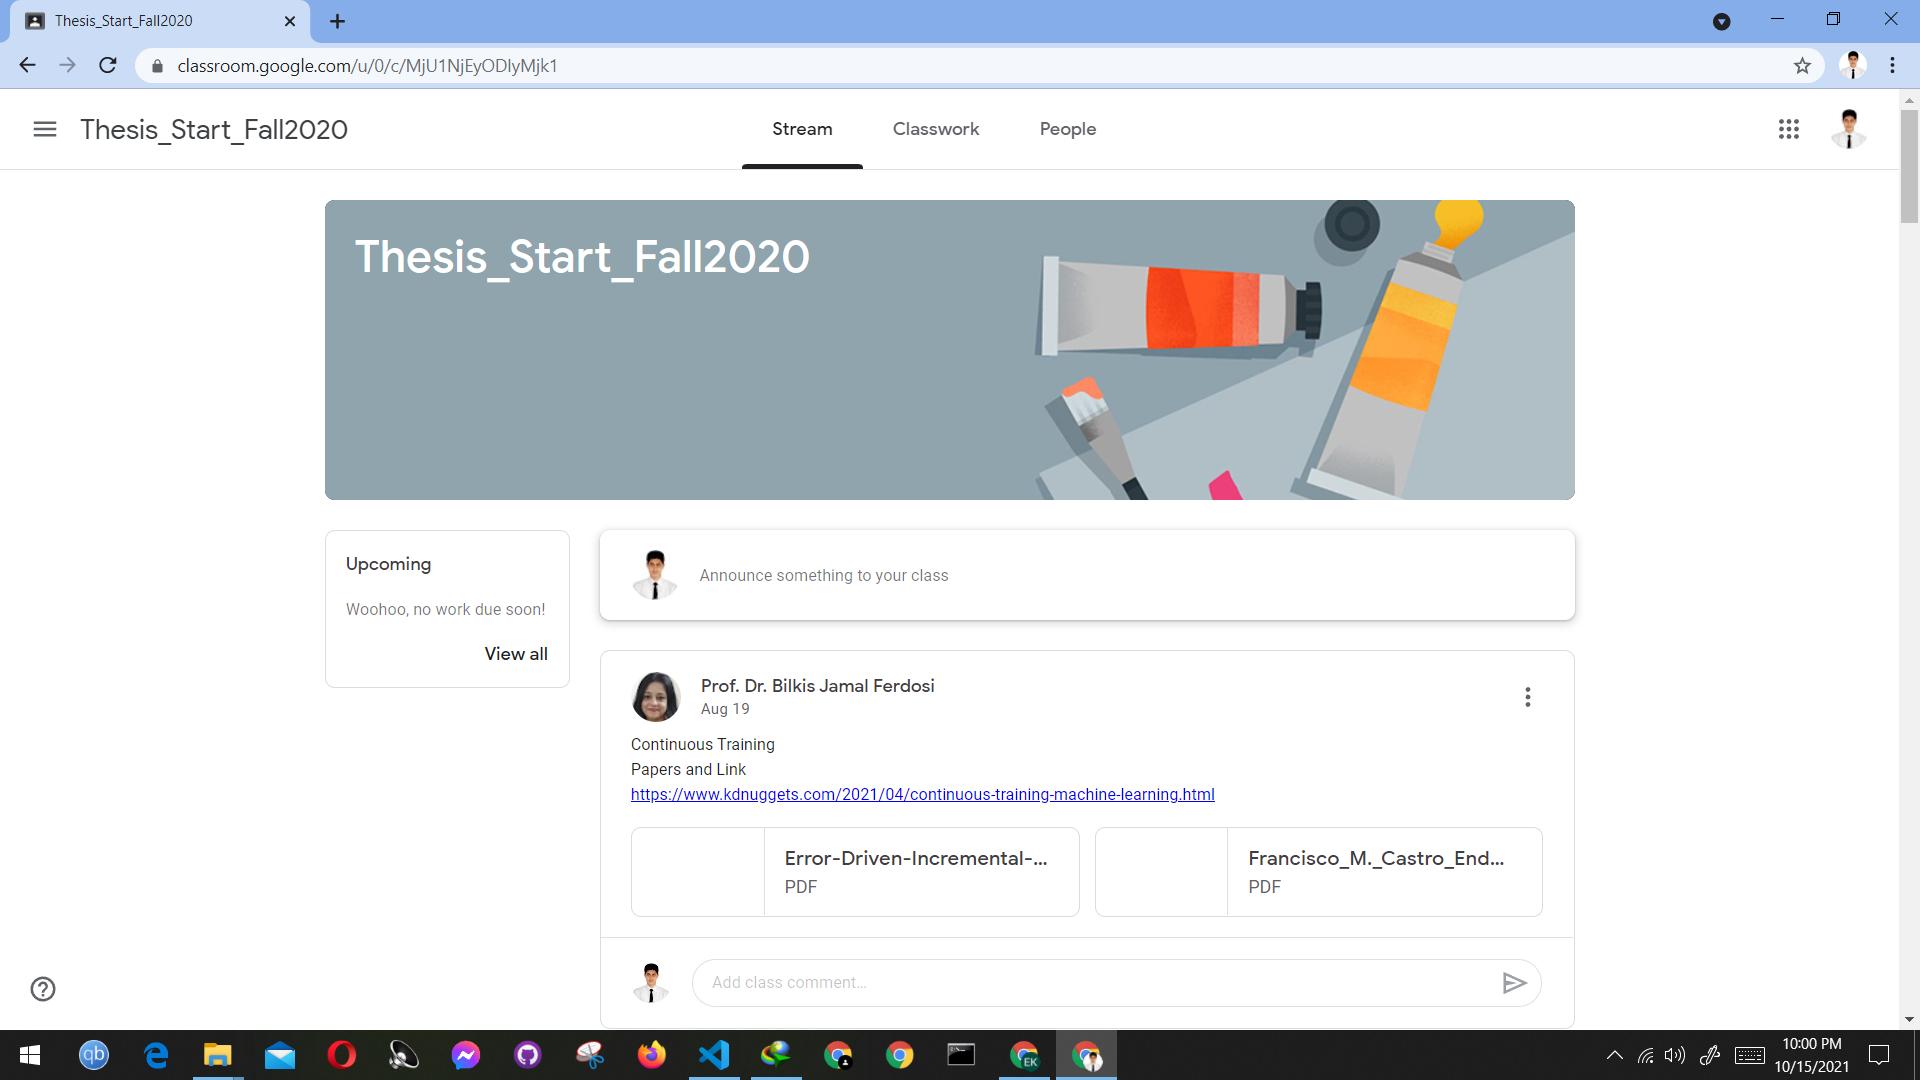 Thesis_Start_Fall2020
classroom.google.com/u/0/c/MjU1NjEyODIyMjk1
Thesis_Start_Fall2020
Stream
Classwork
People
Thesis_Start_Fall2020
Upcoming
Woohoo, no work due soon!
View all
Announce something to your class
Prof. Dr. Bilkis Jamal Ferdosi
Aug 19
Continuous Training
Papers and Link
https://www.kdnuggets.com/2021/04/continuous-training-machine-learning.html
Error-Driven-Incremental-...
PDF
Francisco_M._Castro_End...
PDF
Add class comment...
qb
EK
10:00 PM
10/15/2021